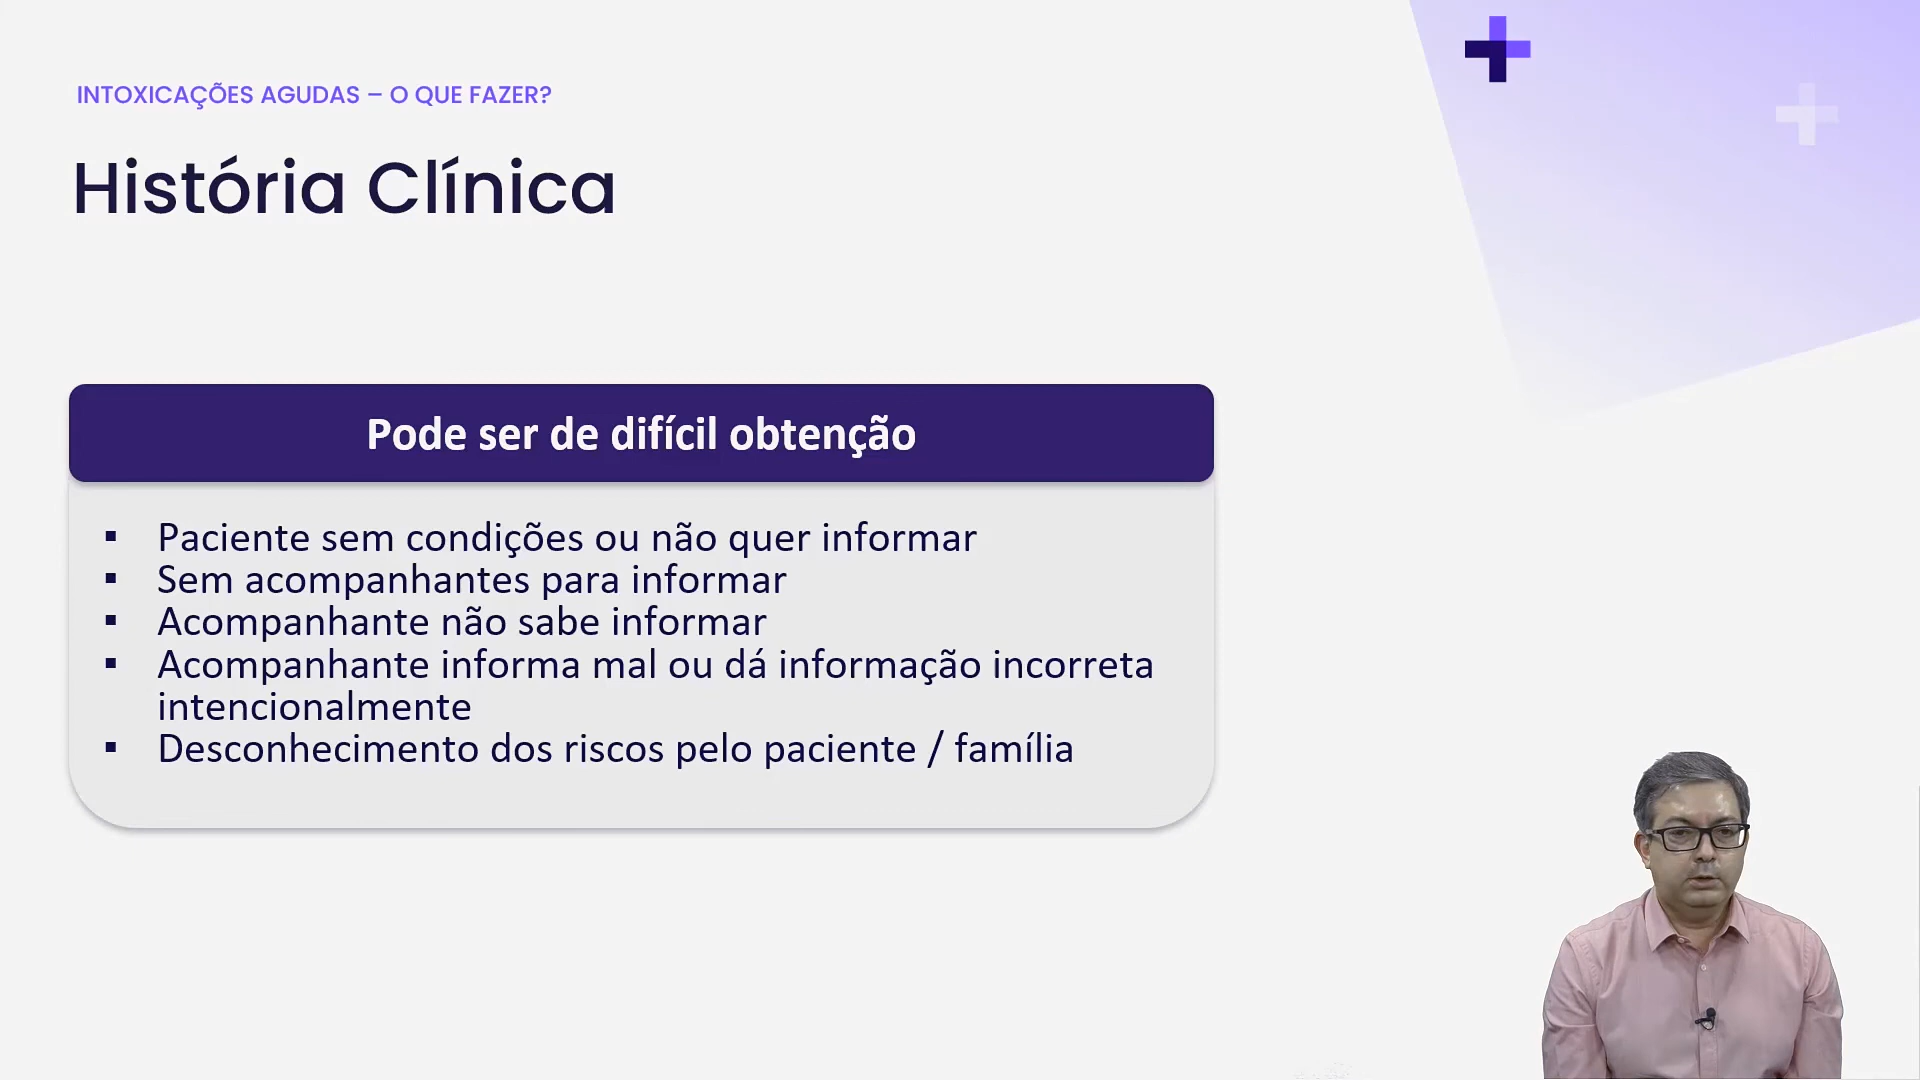 INTOXICAÇÕES AGUDAS – O QUE FAZER?
História Clínica
Pode ser de difícil obtenção
▪ Paciente sem condições ou não quer informar
▪ Sem acompanhantes para informar
▪ Acompanhante não sabe informar
▪ Acompanhante informa mal ou dá informação incorreta
intencionalmente
▪ Desconhecimento dos riscos pelo paciente / família